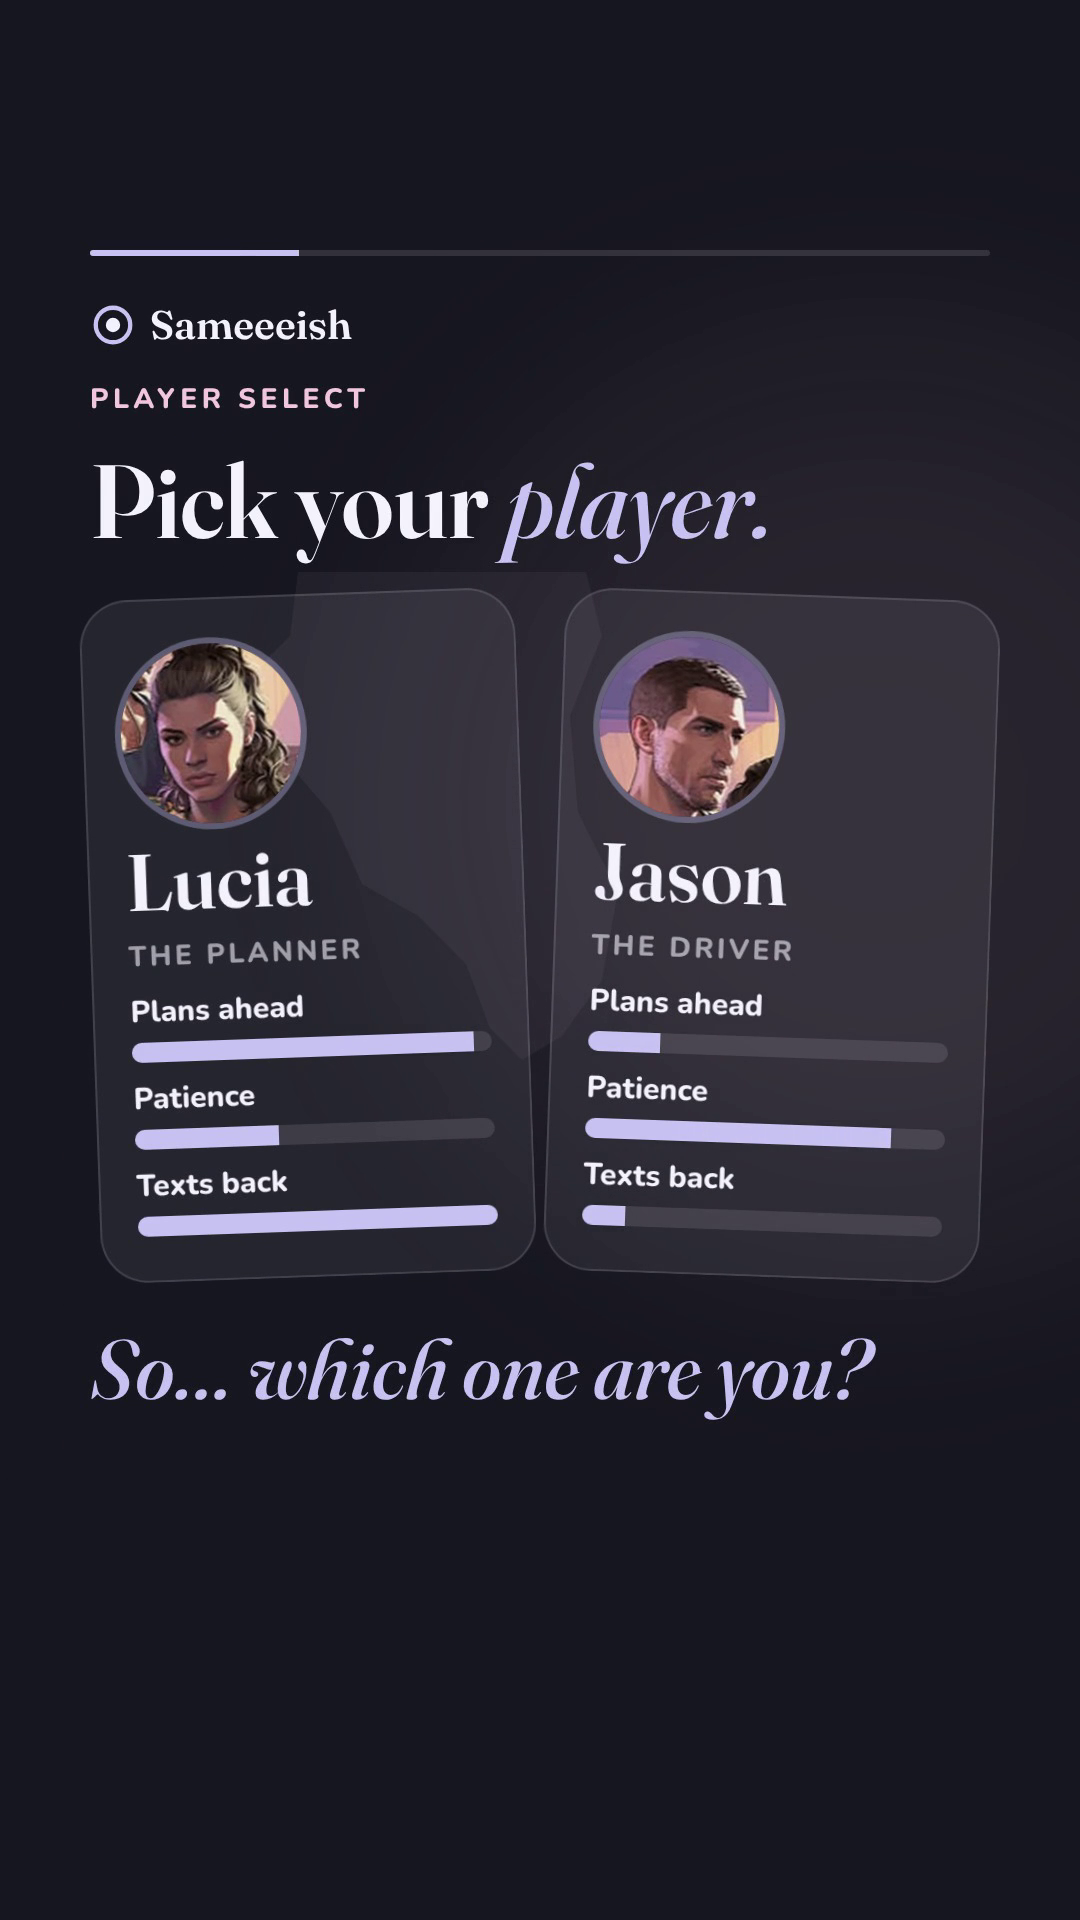 Sameeeish
PLAYER SELECT
Pick your player.
Lucia
THE PLANNER
Plans ahead
Patience
Texts back
Jason
THE DRIVER
Plans ahead
Patience
Texts back
So... which one are you?